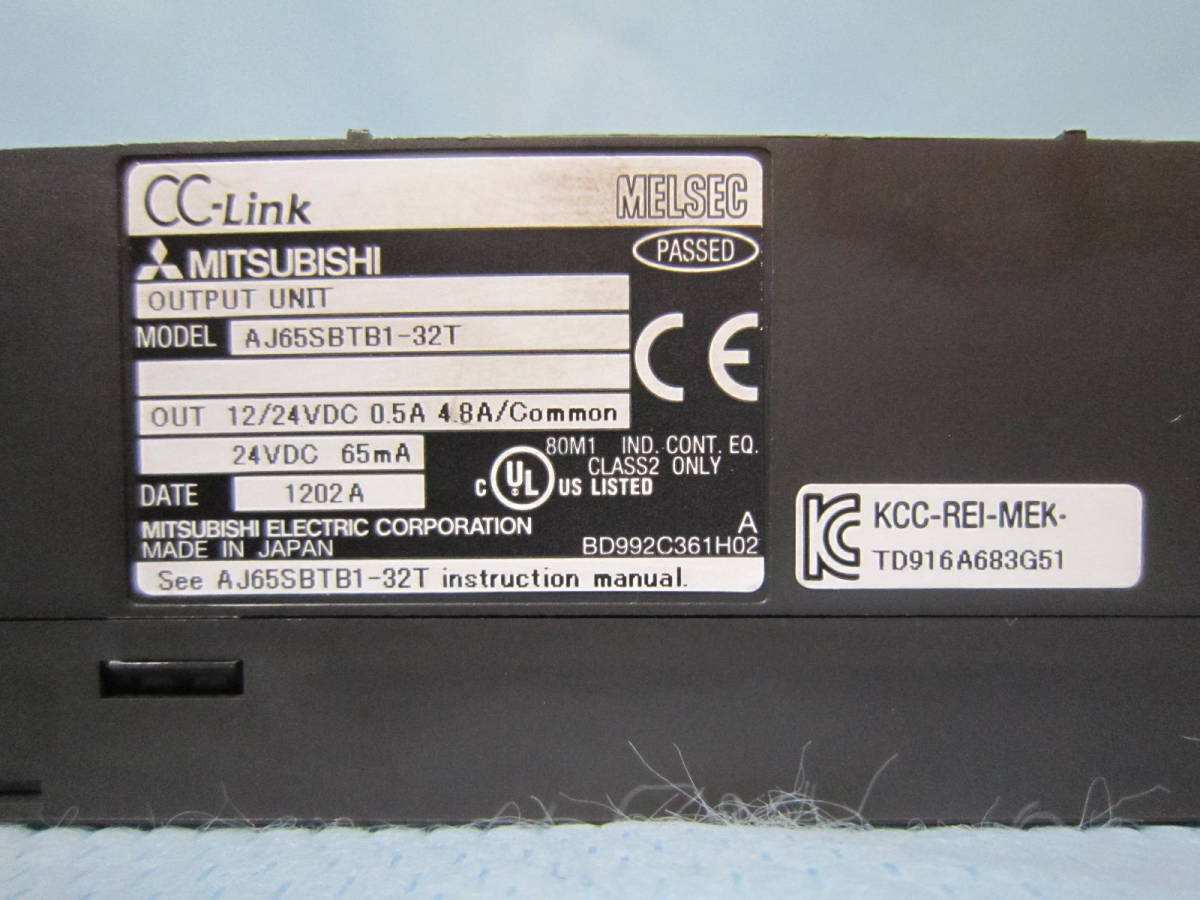 CC-Link MELSEC
MITSUBISHI PASSED
OUTPUT UNIT
MODEL AJ65SBTB1-32T
CE
OUT 12/24VDC 0.5A 4.8A/Common
24VDC 65mA
80M1 IND. CONT. EQ.
CLASS2 ONLY
C UL US LISTED
DATE 1202A
MITSUBISHI ELECTRIC CORPORATION A
MADE IN JAPAN BD992C361H02
See AJ65SBTB1-32T instruction manual.
KCC-REI-MEK-
TD916A683G51